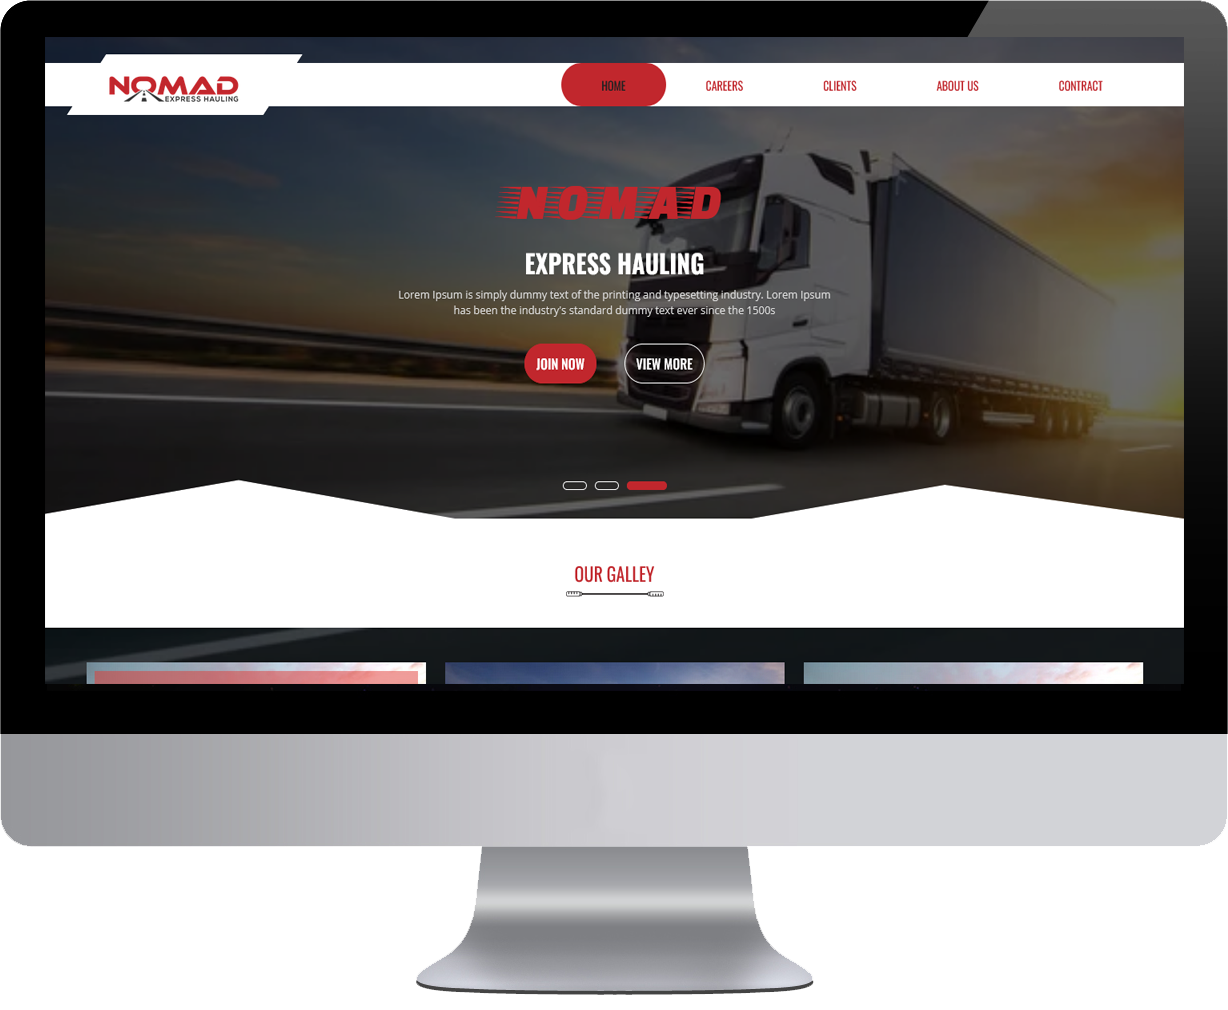 NOMAD
EXPRESS HAULING
HOME
CAREERS
CLIENTS
ABOUT US
CONTRACT
NOMAD
EXPRESS HAULING
Lorem Ipsum is simply dummy text of the printing and typesetting industry. Lorem Ipsum
has been the industry's standard dummy text ever since the 1500s
JOIN NOW
VIEW MORE
OUR GALLEY